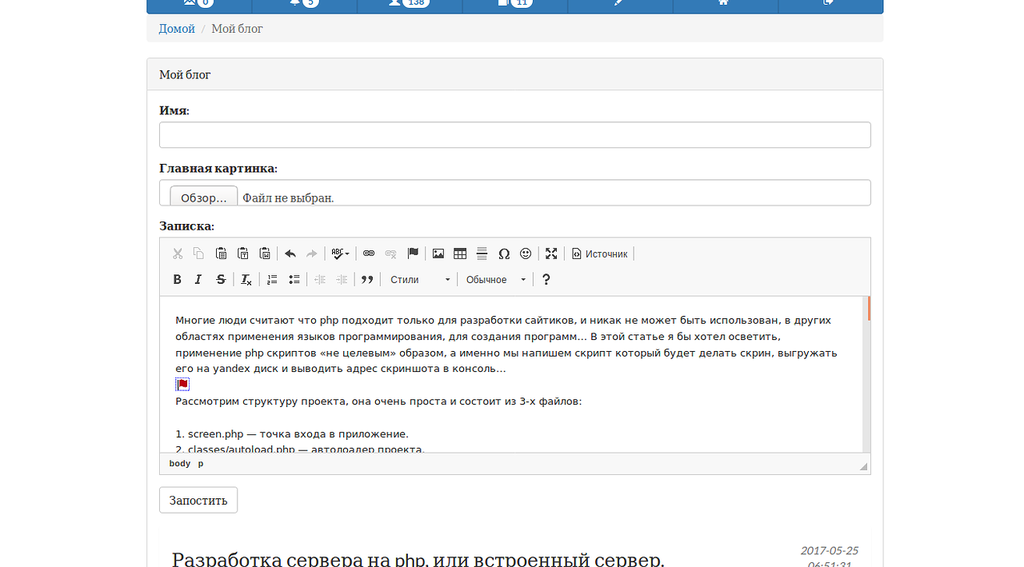 0 5 138 11
Домой / Мой блог
Мой блог
Имя:
Главная картинка:
Обзор... Файл не выбран.
Записка:
ABC Ω Источник
B I S Tx Стили Обычное ?
Многие люди считают что php подходит только для разработки сайтиков, и никак не может быть использован, в других
областях применения языков программирования, для создания программ... В этой статье я бы хотел осветить,
применение php скриптов «не целевым» образом, а именно мы напишем скрипт который будет делать скрин, выгружать
его на yandex диск и выводить адрес скриншота в консоль...
Рассмотрим структуру проекта, она очень проста и состоит из 3-х файлов:
1. screen.php — точка входа в приложение.
2. classes/autoload.php — автолоадер проекта.
body p
Запостить
Разработка сервера на php, или встроенный сервер.
2017-05-25
06:51:31